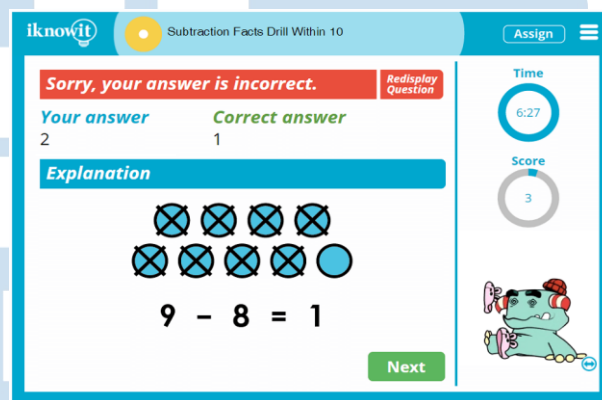 iknowit
Subtraction Facts Drill Within 10
Assign
Sorry, your answer is incorrect.
Redisplay
Question
Your answer
Correct answer
2
1
Explanation
9 - 8 = 1
Next
Time
6:27
Score
3